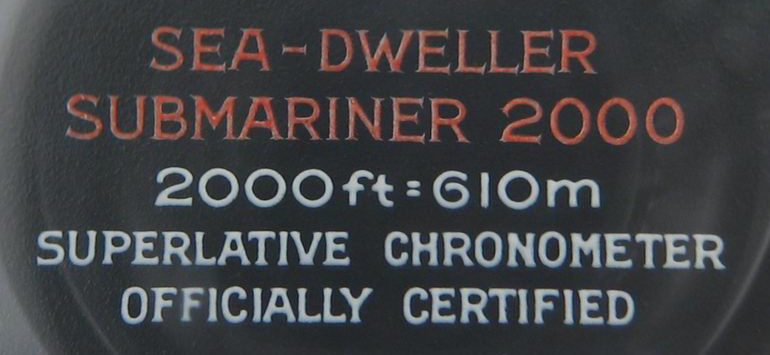 SEA-DWELLER
SUBMARINER 2000
2000ft=610m
SUPERLATIVE CHRONOMETER
OFFICIALLY CERTIFIED